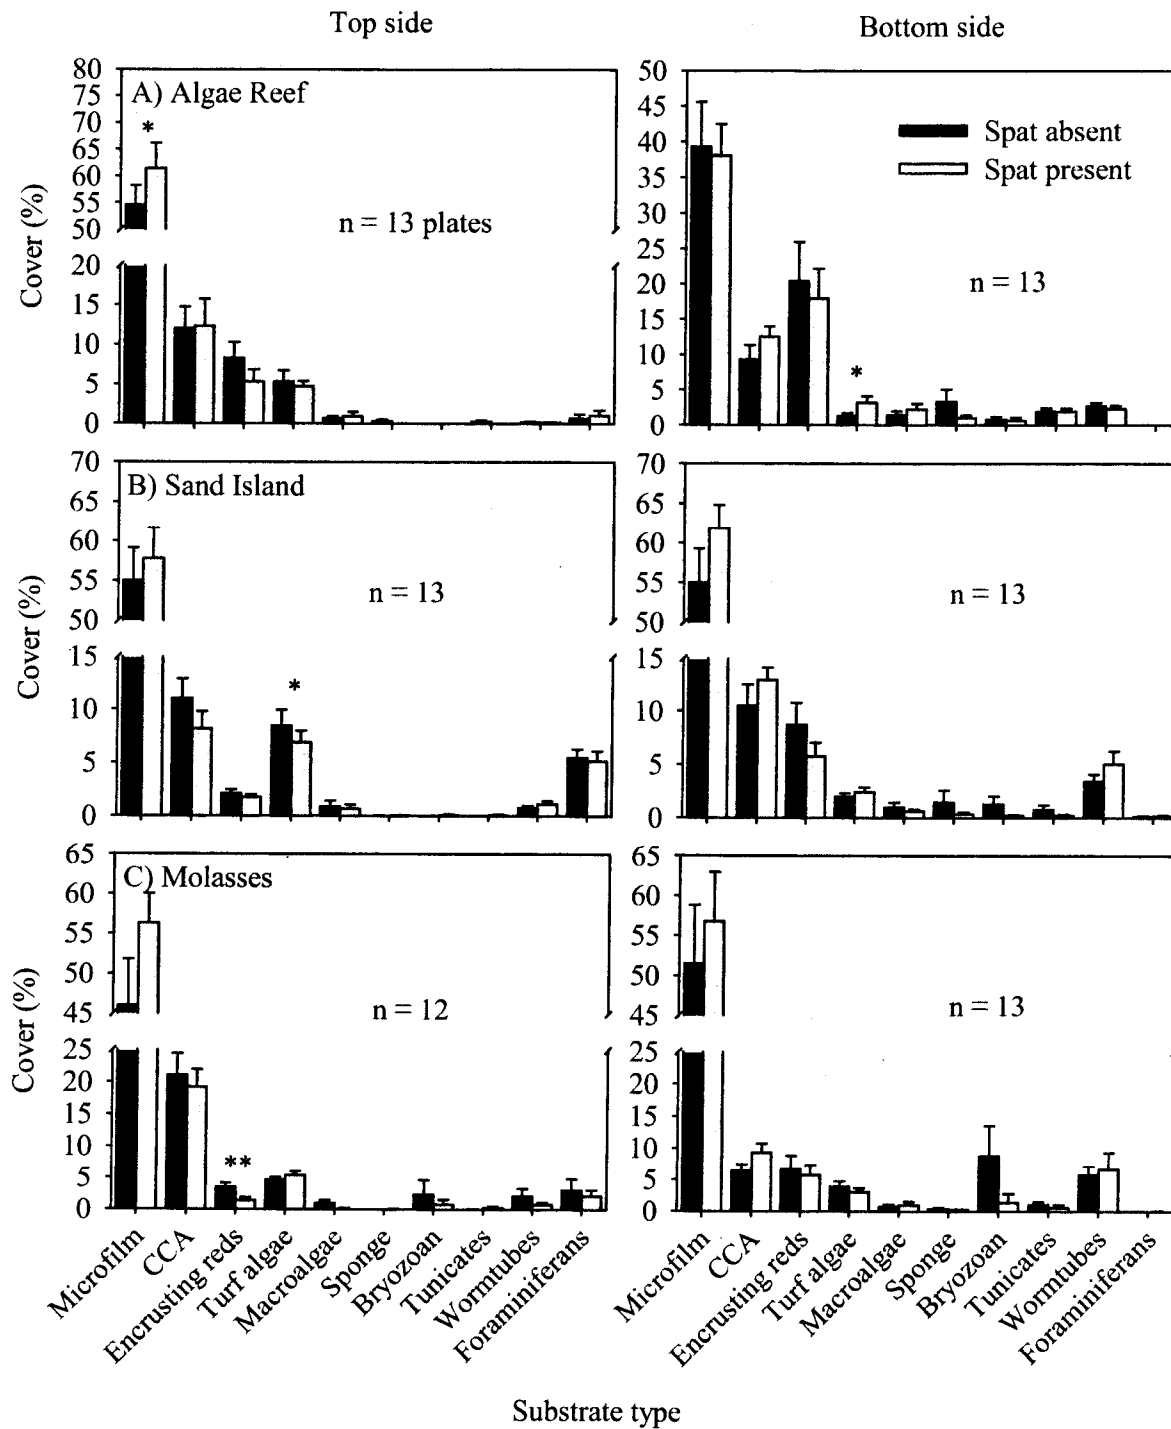 Top side
Bottom side
A) Algae Reef
80
75
70
65
60
55
50
20
15
10
5
0
*
n = 13 plates
Cover (%)
50
45
40
35
30
25
20
15
10
5
0
Spat absent
Spat present
n = 13
*
B) Sand Island
70
65
60
55
50
15
10
5
0
n = 13
*
Cover (%)
70
65
60
55
50
15
10
5
0
n = 13
C) Molasses
65
60
55
50
45
25
20
15
10
5
0
n = 12
**
Cover (%)
65
60
55
50
45
25
20
15
10
5
0
n = 13
Microfilm
CCA
Encrusting reds
Turf algae
Macroalgae
Sponge
Bryozoan
Tunicates
Wormtubes
Foraminiferans
Microfilm
CCA
Encrusting reds
Turf algae
Macroalgae
Sponge
Bryozoan
Tunicates
Wormtubes
Foraminiferans
Substrate type